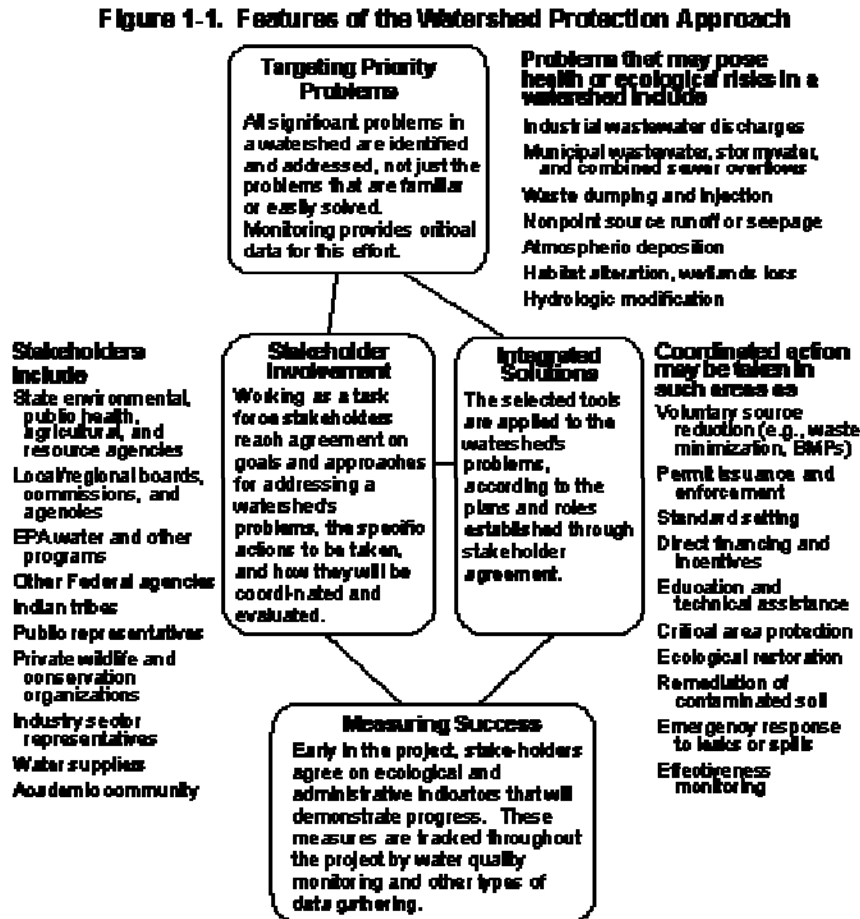 Figure 1-1. Features of the Watershed Protection Approach
Targeting Priority
Problems
All significant problems in
a watershed are identified
and addressed, not just the
problems that are familiar
or easily solved.
Monitoring provides critical
data for this effort.
Problems that may pose
health or ecological risks in a
watershed include
Industrial wastewater discharges
Municipal wastewater, stormwater,
and combined sewer overflows
Waste dumping and injection
Nonpoint source runoff or seepage
Atmospheric deposition
Habitat alteration, wetlands loss
Hydrologic modification
Stakeholders
include
State environmental,
public health,
agricultural, and
resource agencies
Local/regional boards,
commissions, and
agencies
EPA water and other
programs
Other Federal agencies
Indian tribes
Public representatives
Private wildlife and
conservation
organizations
Industry sector
representatives
Water suppliers
Academic community
Stakeholder
Involvement
Working as a task
force stakeholders
reach agreement on
goals and approaches
for addressing a
watershed's
problems, the specific
actions to be taken,
and how they will be
coordi-nated and
evaluated.
Integrated
Solutions
The selected tools
are applied to the
watershed's
problems,
according to the
plans and roles
established through
stakeholder
agreement.
Coordinated action
may be taken in
such areas as
Voluntary source
reduction (e.g., waste
minimization, BMPs)
Permit issuance and
enforcement
Standard setting
Direct financing and
incentives
Education and
technical assistance
Critical area protection
Ecological restoration
Remediation of
contaminated soil
Emergency response
to leaks or spills
Effectiveness
monitoring
Measuring Success
Early in the project, stake-holders
agree on ecological and
administrative indicators that will
demonstrate progress. These
measures are tracked throughout
the project by water quality
monitoring and other types of
data gathering.